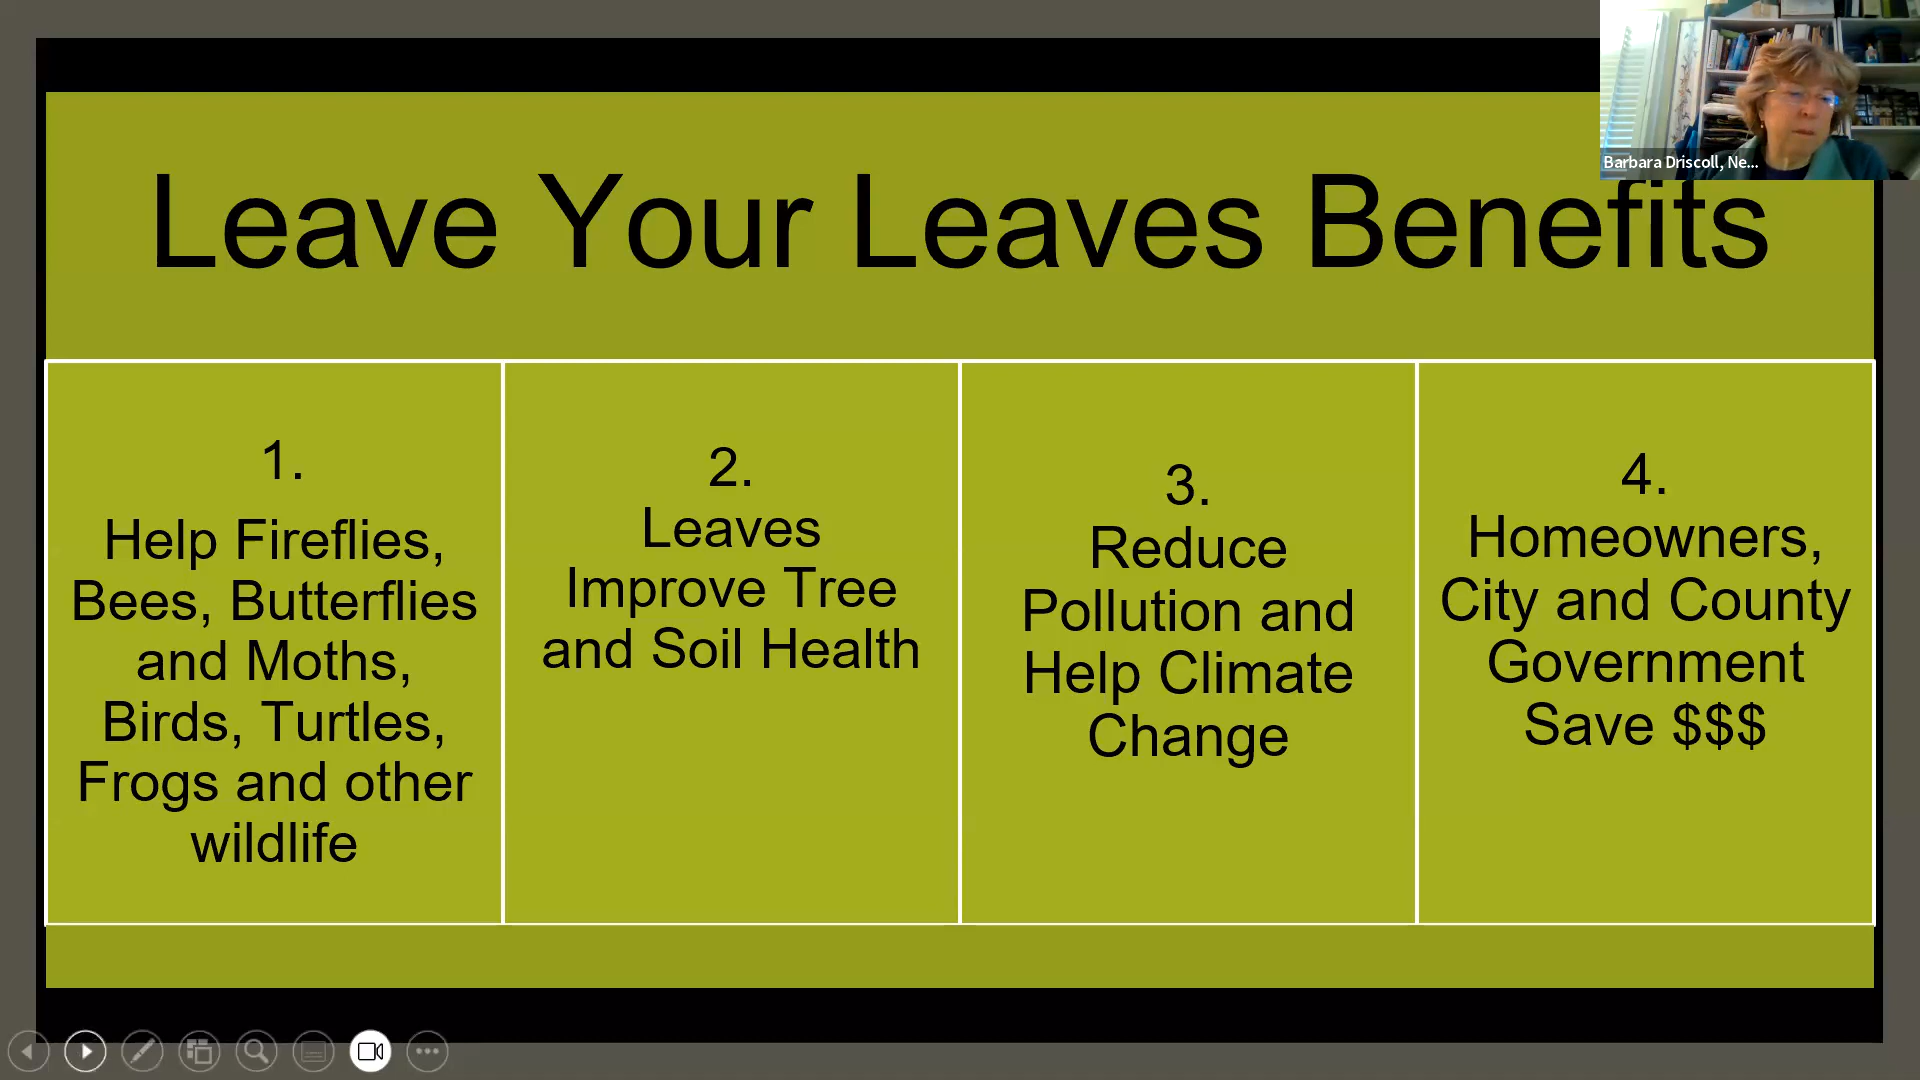 Barbara Driscoll, Ne...
Leave Your Leaves Benefits
1.
Help Fireflies,
Bees, Butterflies
and Moths,
Birds, Turtles,
Frogs and other
wildlife
2.
Leaves
Improve Tree
and Soil Health
3.
Reduce
Pollution and
Help Climate
Change
4.
Homeowners,
City and County
Government
Save $$$